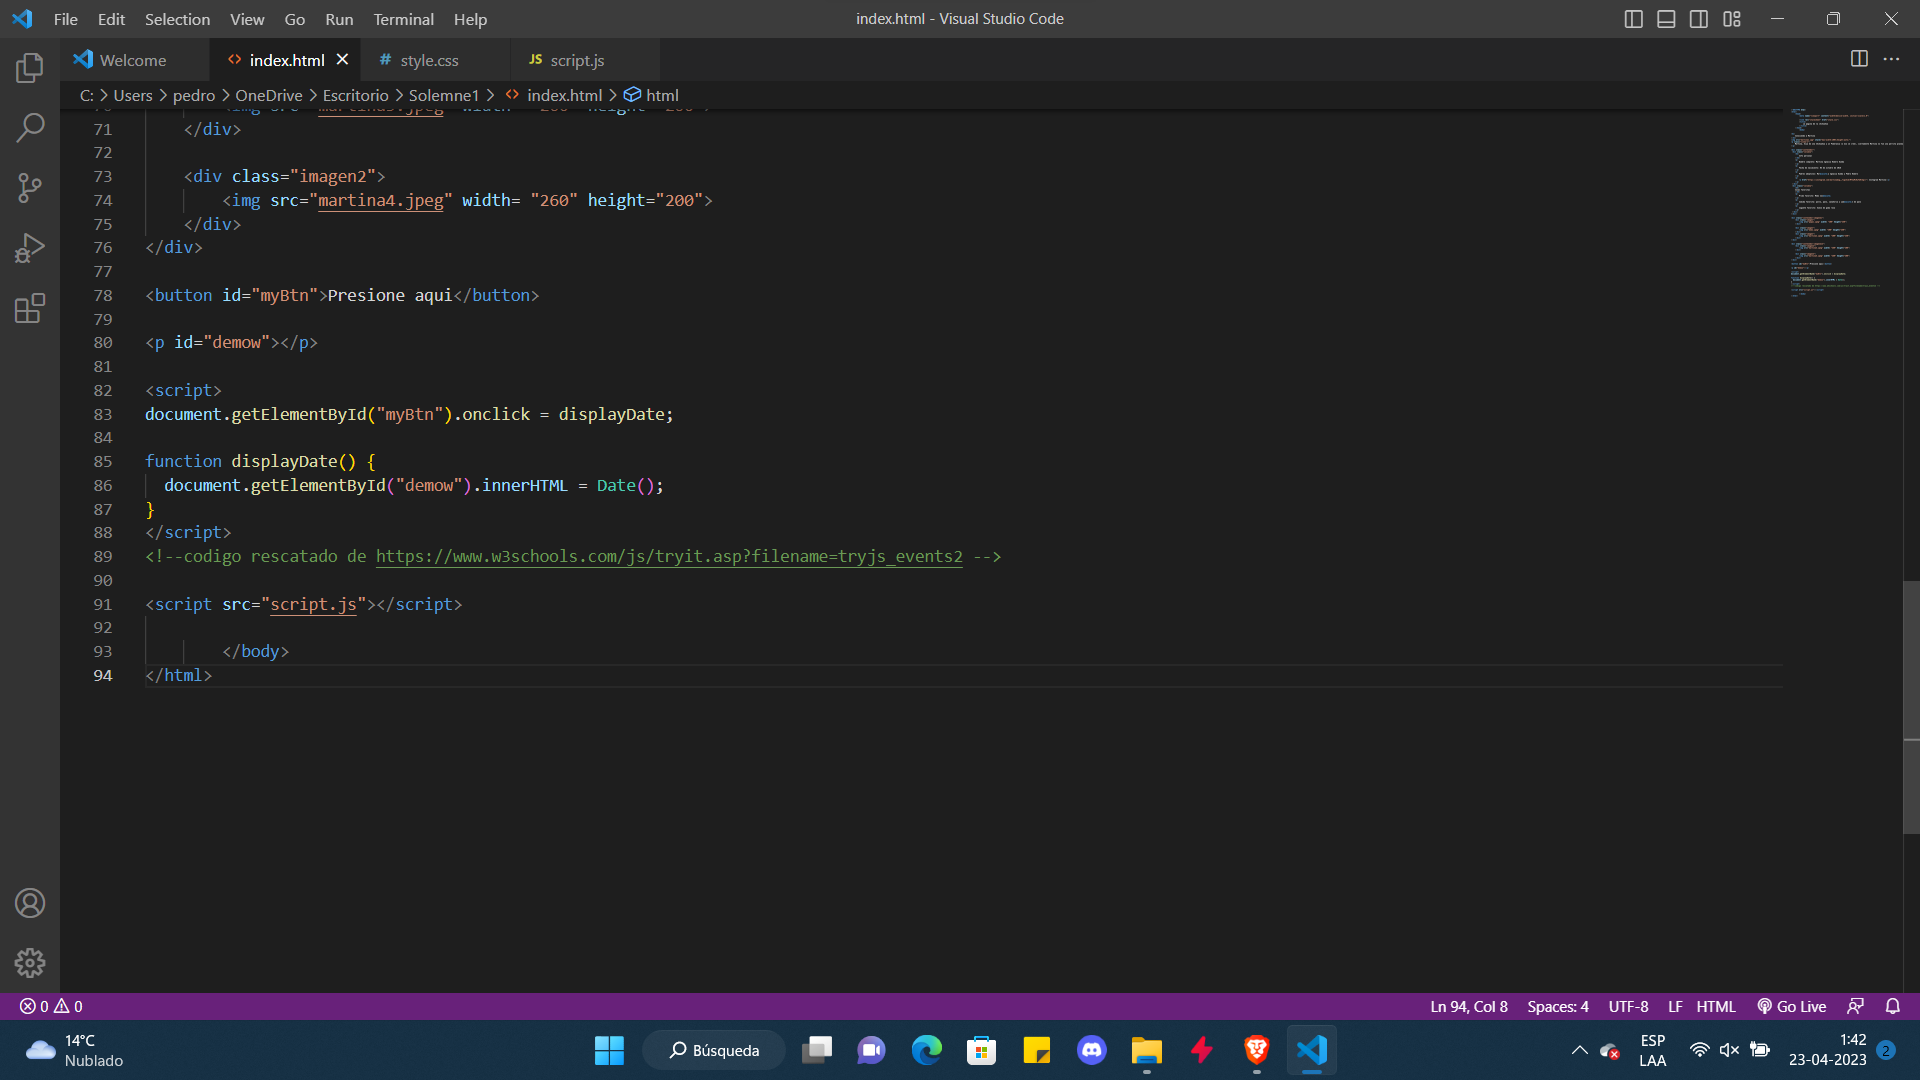 File Edit Selection View Go Run Terminal Help
index.html - Visual Studio Code
Welcome
index.html
# style.css
JS script.js
C: > Users > pedro > OneDrive > Escritorio > Solemne1 > index.html > html
71 </div>
72
73 <div class="imagen2">
74 <img src="martina4.jpeg" width= "260" height="200">
75 </div>
76 </div>
77
78 <button id="myBtn">Presione aqui</button>
79
80 <p id="demow"></p>
81
82 <script>
83 document.getElementById("myBtn").onclick = displayDate;
84
85 function displayDate() {
86 document.getElementById("demow").innerHTML = Date();
87 }
88 </script>
89 <!--codigo rescatado de https://www.w3schools.com/js/tryit.asp?filename=tryjs_events2 -->
90
91 <script src="script.js"></script>
92
93 </body>
94 </html>
0 0
Ln 94, Col 8 Spaces: 4 UTF-8 LF HTML Go Live
14°C
Nublado
Búsqueda
ESP
LAA
1:42
23-04-2023
2